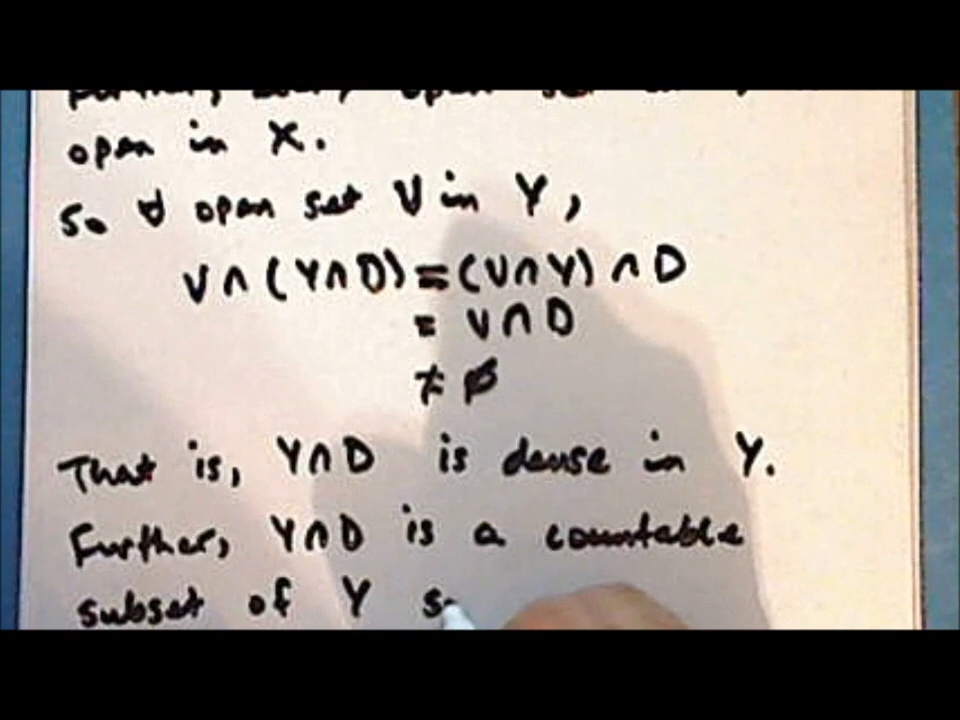 open in X.
So ∀ open set V in Y,
V∩(Y∩D)=(V∩Y)∩D
= V∩D
≠ ∅
That is, Y∩D is dense in Y.
Further, Y∩D is a countable
subset of Y